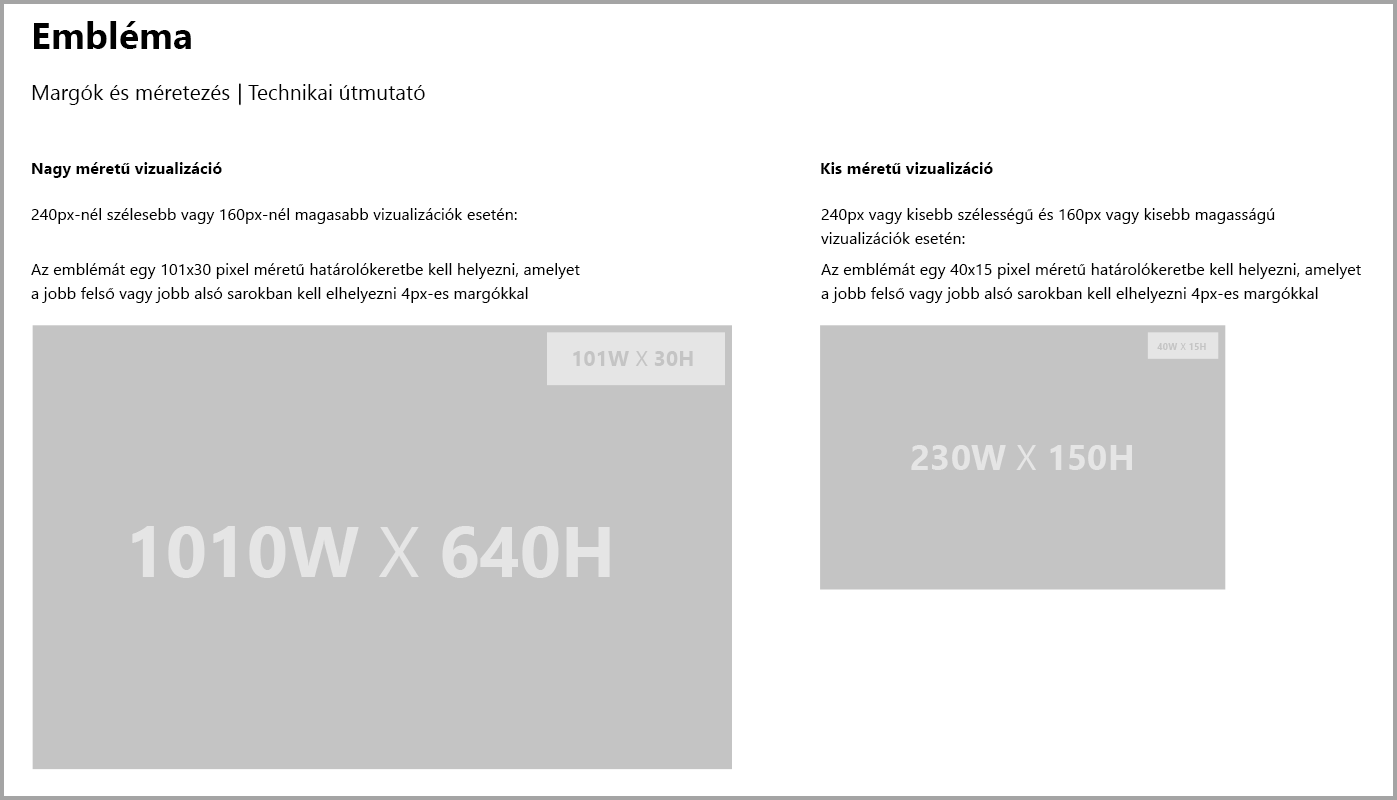 Embléma
Margók és méretezés | Technikai útmutató
Nagy méretű vizualizáció
240px-nél szélesebb vagy 160px-nél magasabb vizualizációk esetén:
Az emblémát egy 101x30 pixel méretű határolókeretbe kell helyezni, amelyet
a jobb felső vagy jobb alsó sarokban kell elhelyezni 4px-es margókkal
101W X 30H
1010W X 640H
Kis méretű vizualizáció
240px vagy kisebb szélességű és 160px vagy kisebb magasságú
vizualizációk esetén:
Az emblémát egy 40x15 pixel méretű határolókeretbe kell helyezni, amelyet
a jobb felső vagy jobb alsó sarokban kell elhelyezni 4px-es margókkal
40W X 15H
230W X 150H